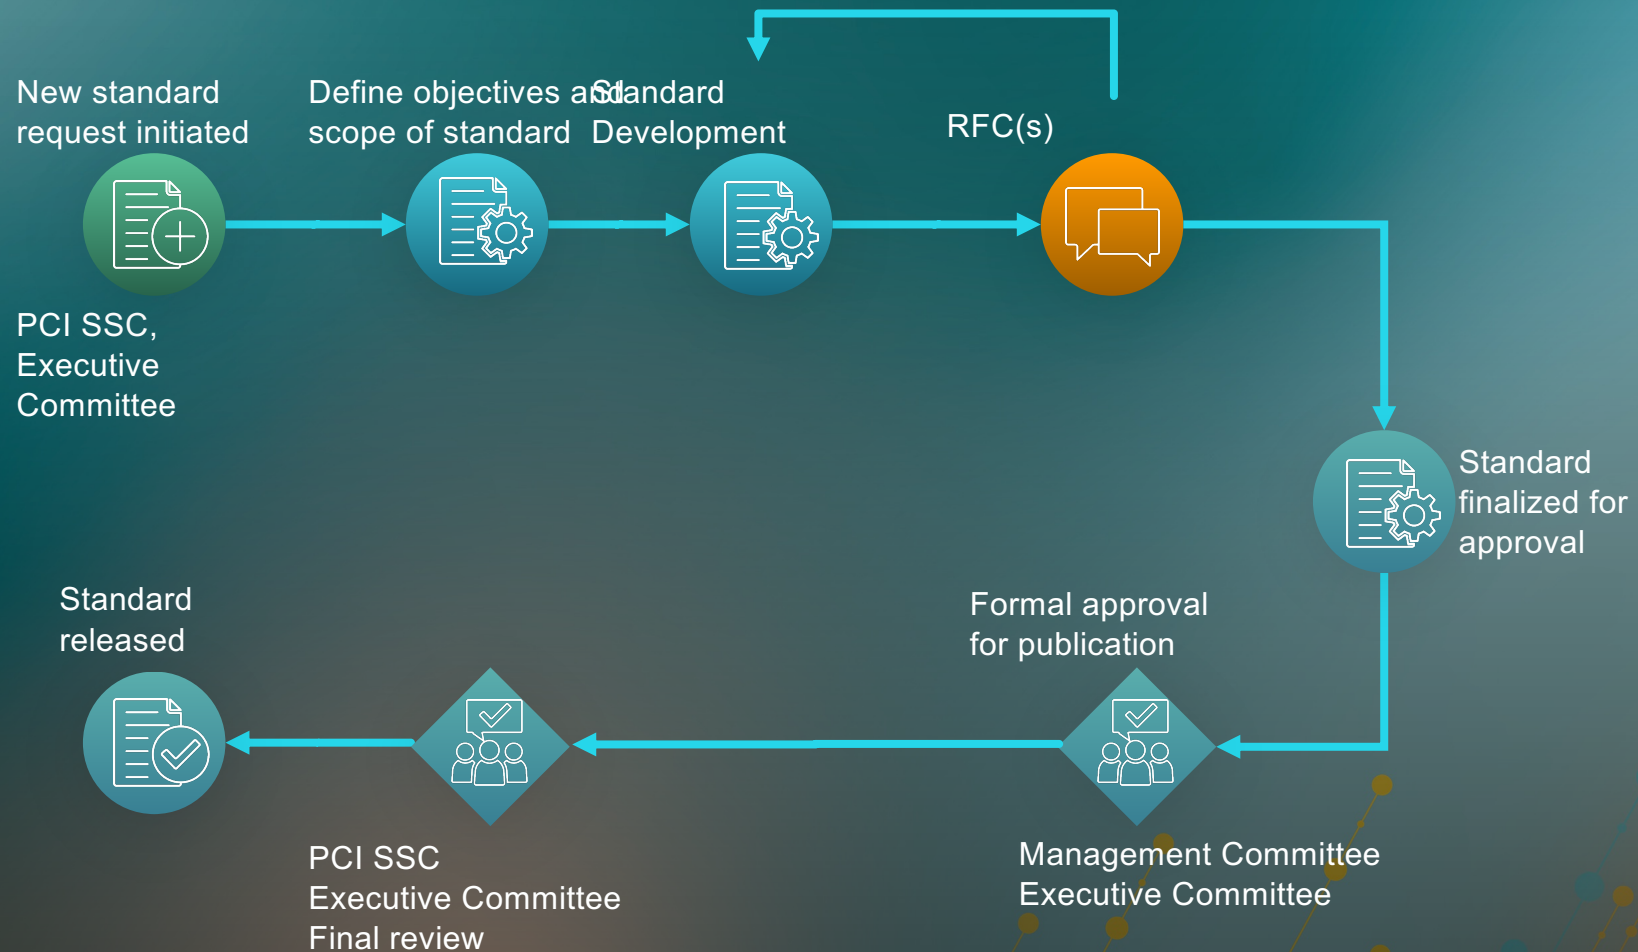 New standard
request initiated
PCI SSC,
Executive
Committee
Define objectives and
scope of standard
Standard
Development
RFC(s)
Standard
finalized for
approval
Formal approval
for publication
Management Committee
Executive Committee
PCI SSC
Executive Committee
Final review
Standard
released